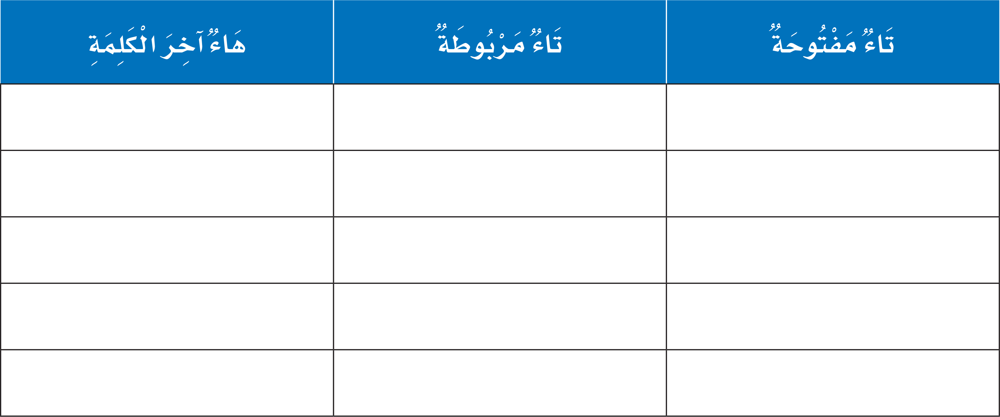 تَاءٌ مَفْتُوحَةٌ
تَاءٌ مَرْبُوطَةٌ
هَاءٌ آخِرَ الْكَلِمَةِ